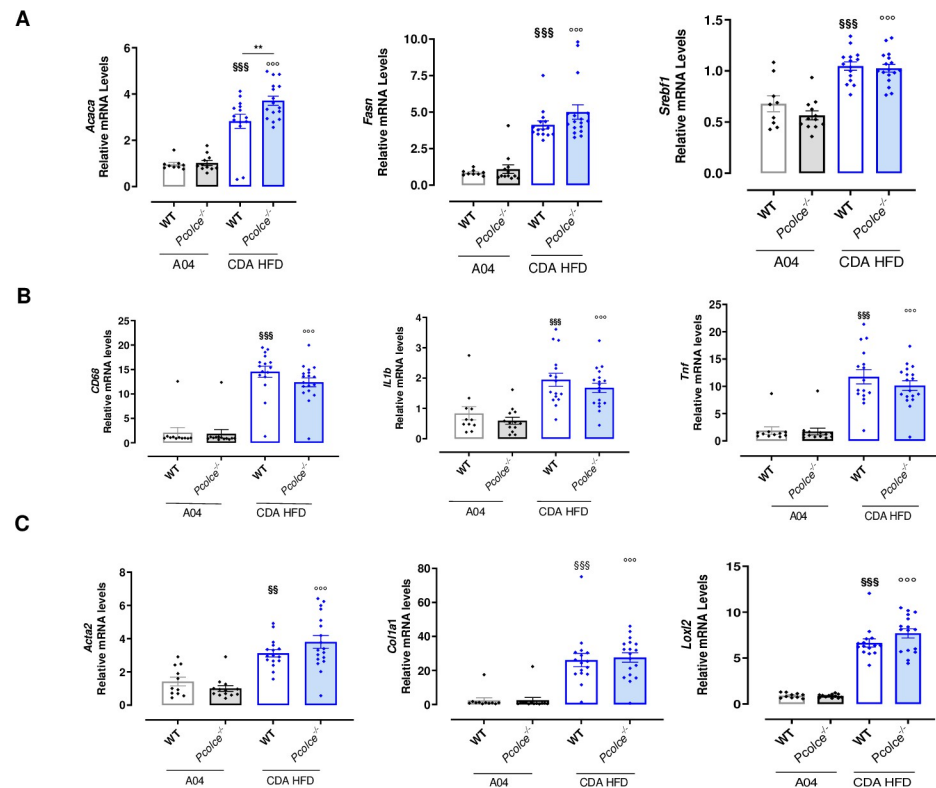 A
Acaca
Relative mRNA Levels
6
4
2
0
§§§
**
°°°
WT
Pcolce-/-
WT
Pcolce-/-
A04
CDA HFD
Fasn
Relative mRNA Levels
10.0
7.5
5.0
2.5
0.0
§§§
°°°
WT
Pcolce-/-
WT
Pcolce-/-
A04
CDA HFD
Srebf1
Relative mRNA Levels
1.5
1.0
0.5
0.0
§§§
°°°
WT
Pcolce-/-
WT
Pcolce-/-
A04
CDA HFD
B
CD68
Relative mRNA levels
25
20
15
10
5
0
§§§
°°°
WT
Pcolce-/-
WT
Pcolce-/-
A04
CDA HFD
IL1b
Relative mRNA levels
4
3
2
1
0
§§§
°°°
WT
Pcolce-/-
WT
Pcolce-/-
A04
CDA HFD
Tnf
Relative mRNA levels
25
20
15
10
5
0
§§§
°°°
WT
Pcolce-/-
WT
Pcolce-/-
A04
CDA HFD
C
Acta2
Relative mRNA levels
8
6
4
2
0
§§
°°°
WT
Pcolce-/-
WT
Pcolce-/-
A04
CDA HFD
Col1a1
Relative mRNA levels
80
60
40
20
0
§§§
°°°
WT
Pcolce-/-
WT
Pcolce-/-
A04
CDA HFD
Loxl2
Relative mRNA Levels
15
10
5
0
§§§
°°°
WT
Pcolce-/-
WT
Pcolce-/-
A04
CDA HFD